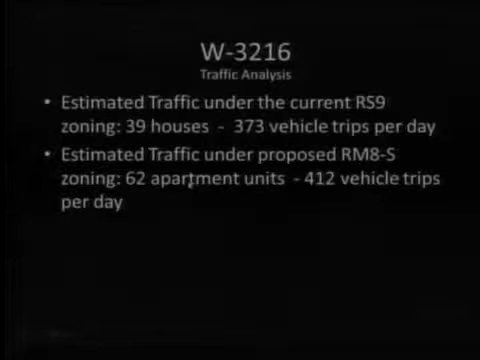 W-3216
Traffic Analysis
• Estimated Traffic under the current RS9
zoning: 39 houses - 373 vehicle trips per day
• Estimated Traffic under proposed RM8-S
zoning: 62 apartment units - 412 vehicle trips
per day